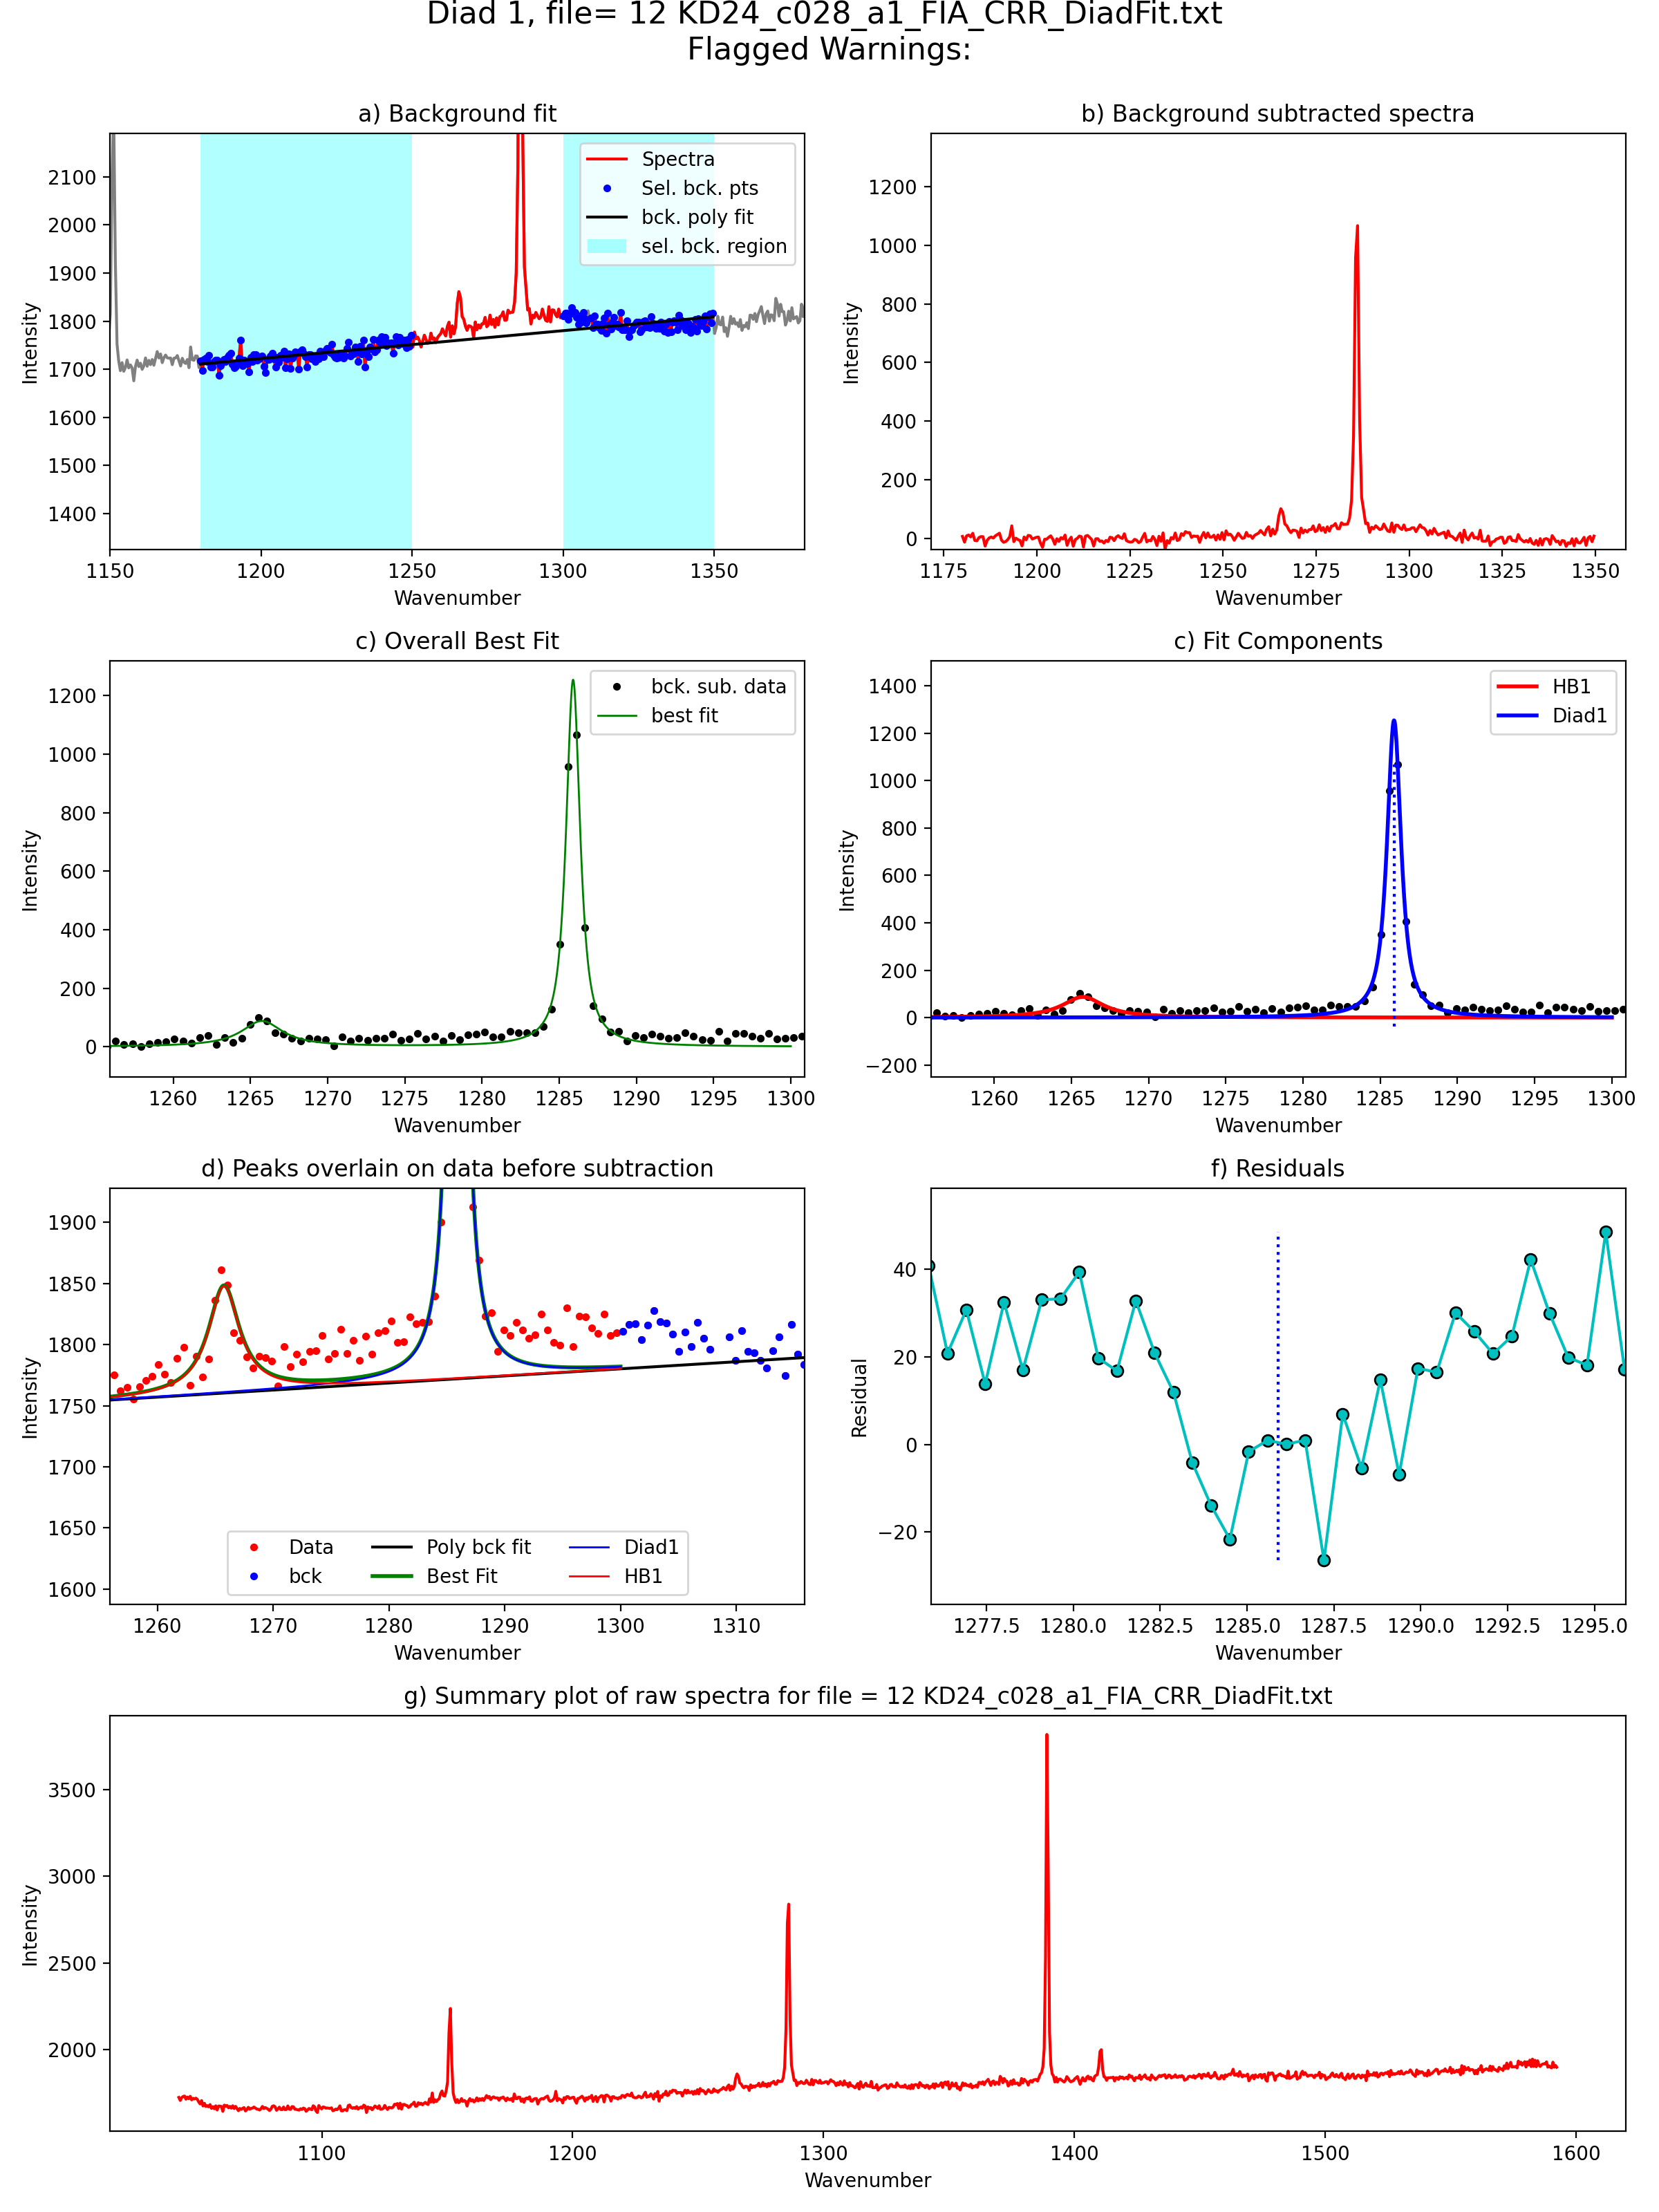 Diad 1, file= 12 KD24_c028_a1_FIA_CRR_DiadFit.txt
Flagged Warnings:
a) Background fit
Intensity
2100
2000
1900
1800
1700
1600
1500
1400
Spectra
Sel. bck. pts
bck. poly fit
sel. bck. region
1150 1200 1250 1300 1350
Wavenumber
b) Background subtracted spectra
Intensity
1200
1000
800
600
400
200
0
1175 1200 1225 1250 1275 1300 1325 1350
Wavenumber
c) Overall Best Fit
Intensity
1200
1000
800
600
400
200
0
bck. sub. data
best fit
1260 1265 1270 1275 1280 1285 1290 1295 1300
Wavenumber
c) Fit Components
Intensity
1400
1200
1000
800
600
400
200
0
−200
HB1
Diad1
1260 1265 1270 1275 1280 1285 1290 1295 1300
Wavenumber
d) Peaks overlain on data before subtraction
Intensity
1900
1850
1800
1750
1700
1650
1600
Data Poly bck fit Diad1
bck Best Fit HB1
1260 1270 1280 1290 1300 1310
Wavenumber
f) Residuals
Residual
40
20
0
−20
1277.5 1280.0 1282.5 1285.0 1287.5 1290.0 1292.5 1295.0
Wavenumber
g) Summary plot of raw spectra for file = 12 KD24_c028_a1_FIA_CRR_DiadFit.txt
Intensity
3500
3000
2500
2000
1100 1200 1300 1400 1500 1600
Wavenumber